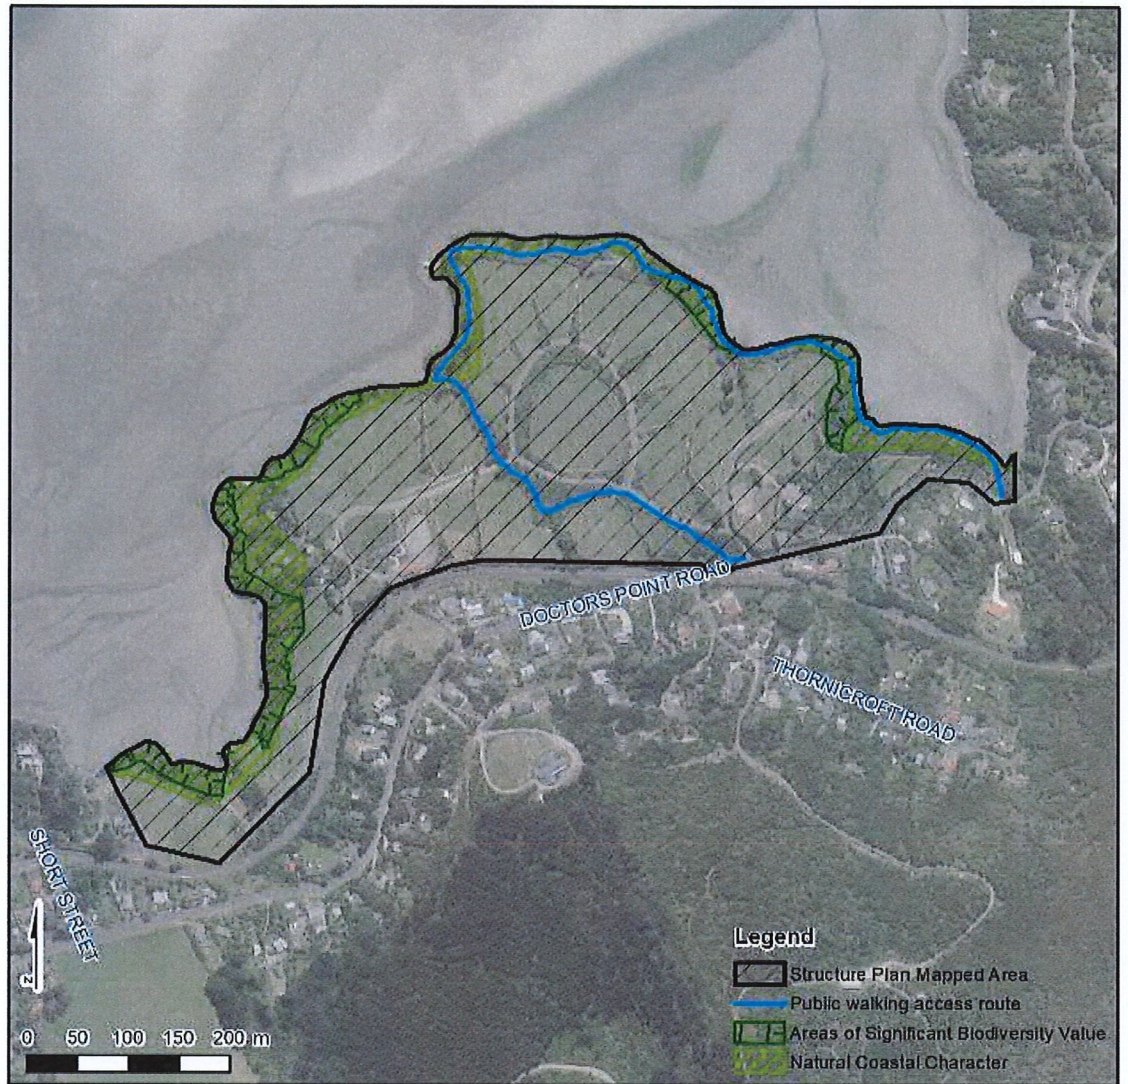 DOCTORS POINT ROAD
THORNICROFT ROAD
SHORT STREET
Z
0 50 100 150 200 m
Legend
Structure Plan Mapped Area
Public walking access route
Areas of Significant Biodiversity Value
Natural Coastal Character